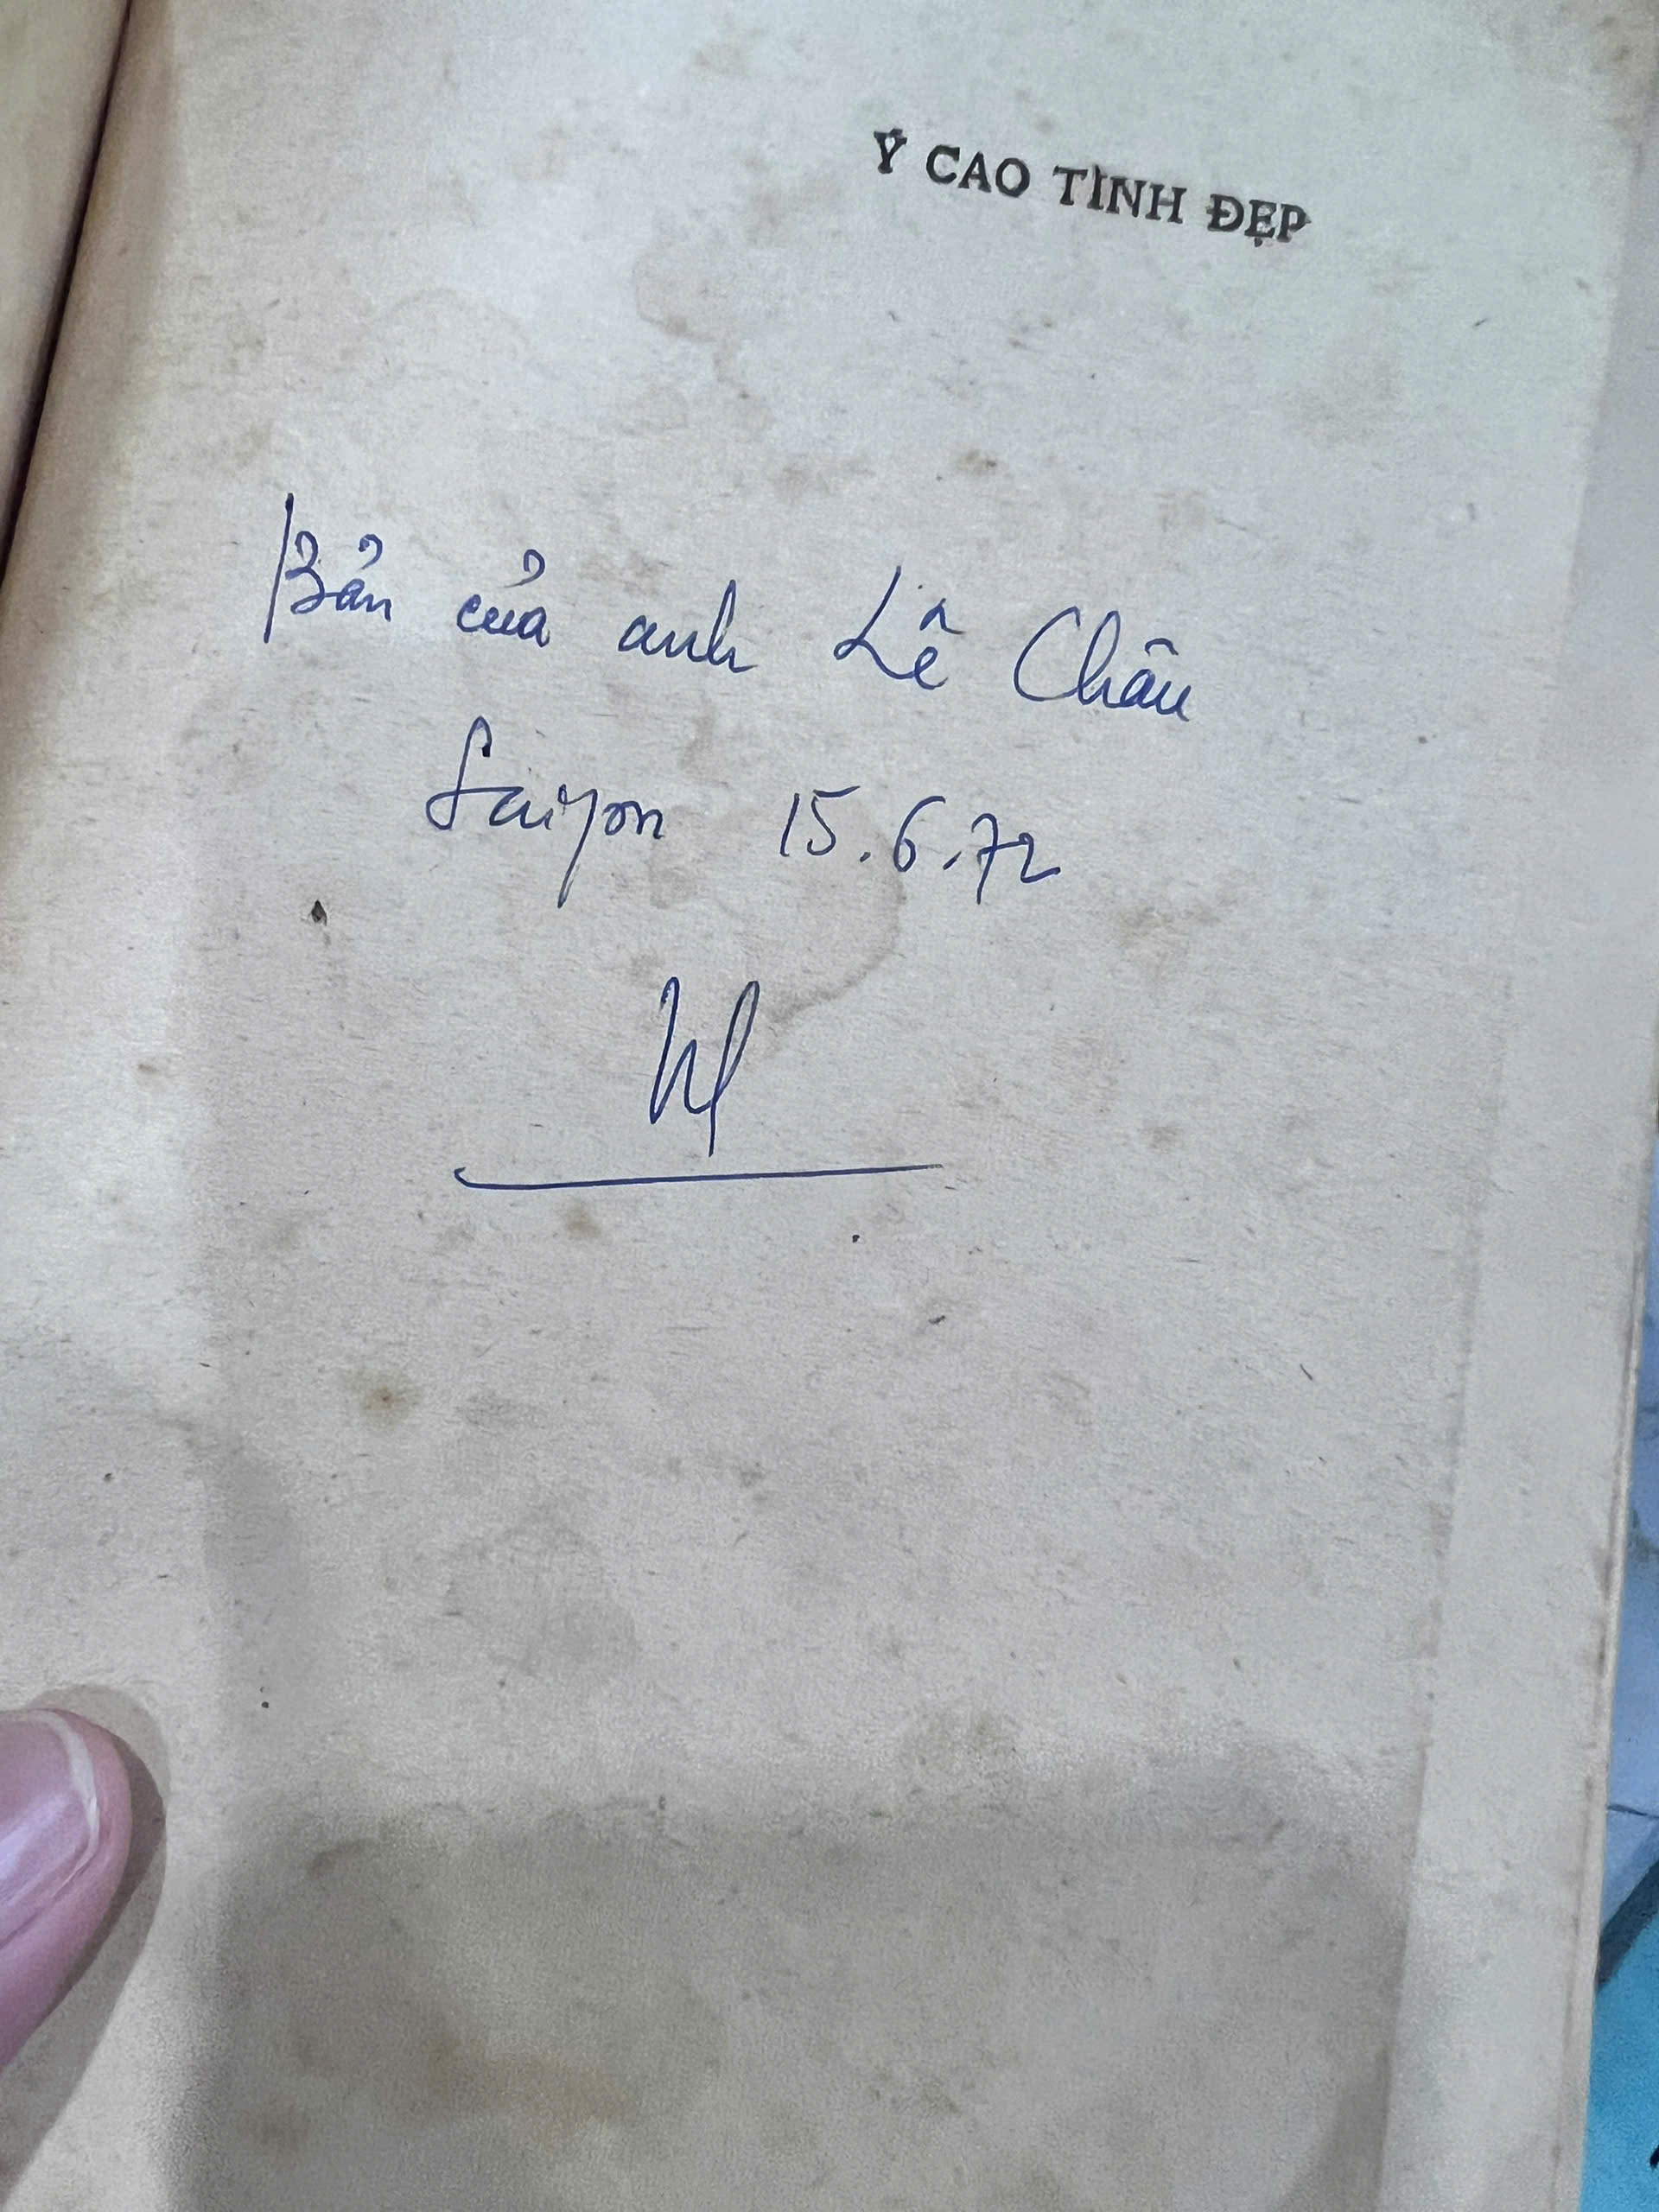 Ý CAO TÌNH ĐẸP
Bản của anh Lê Châu
Saigon 15.6.72